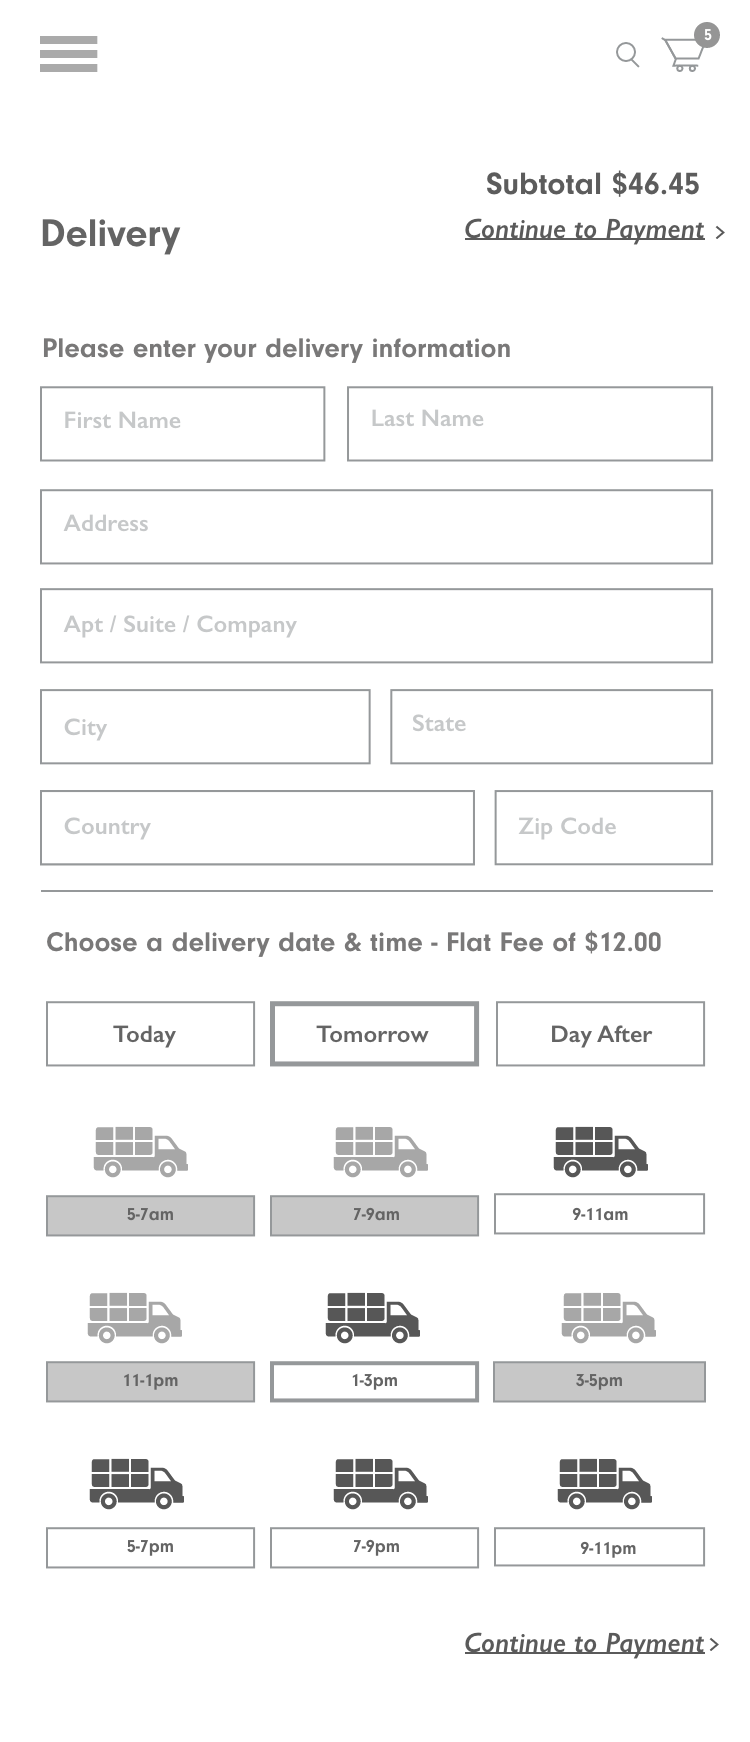 5
Subtotal $46.45
Delivery
Continue to Payment >
Please enter your delivery information
First Name
Last Name
Address
Apt / Suite / Company
City
State
Country
Zip Code
Choose a delivery date & time - Flat Fee of $12.00
Today
Tomorrow
Day After
5-7am
7-9am
9-11am
11-1pm
1-3pm
3-5pm
5-7pm
7-9pm
9-11pm
Continue to Payment >